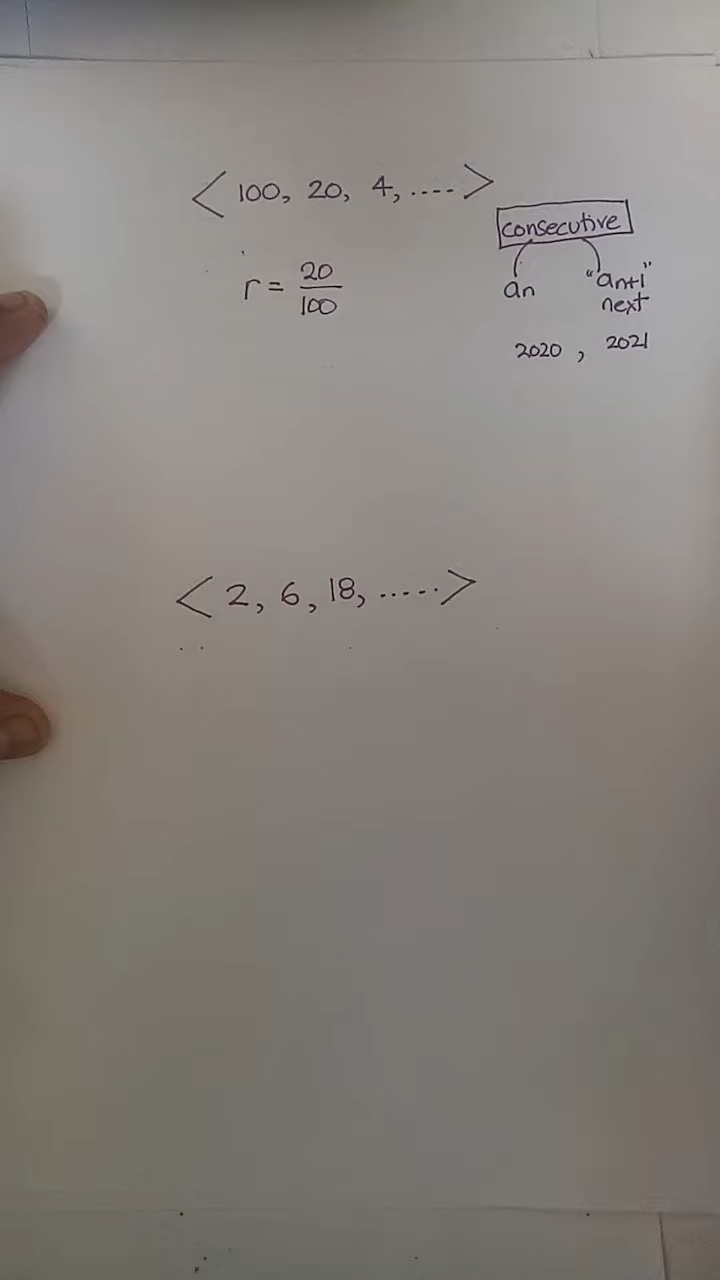 < 100, 20, 4, .... >
consecutive
an "an+1"
next
r = 20/100
2020 , 2021
< 2, 6, 18, ..... >